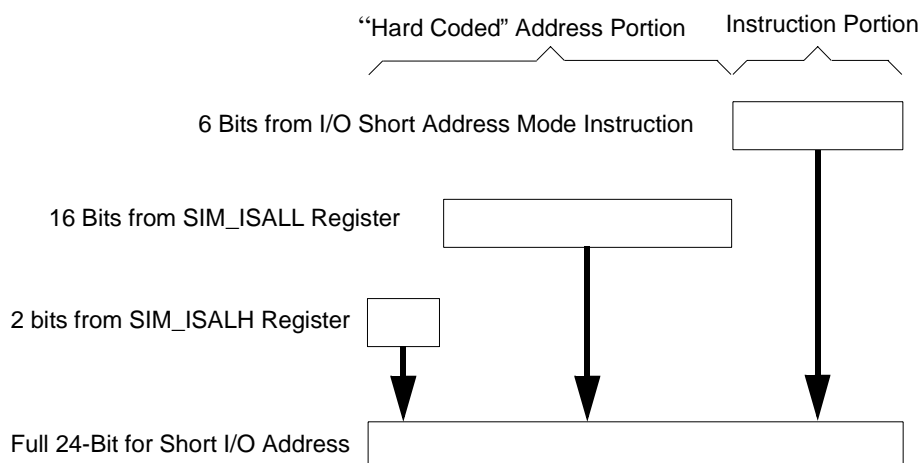 “Hard Coded” Address Portion
Instruction Portion
6 Bits from I/O Short Address Mode Instruction
16 Bits from SIM_ISALL Register
2 bits from SIM_ISALH Register
Full 24-Bit for Short I/O Address